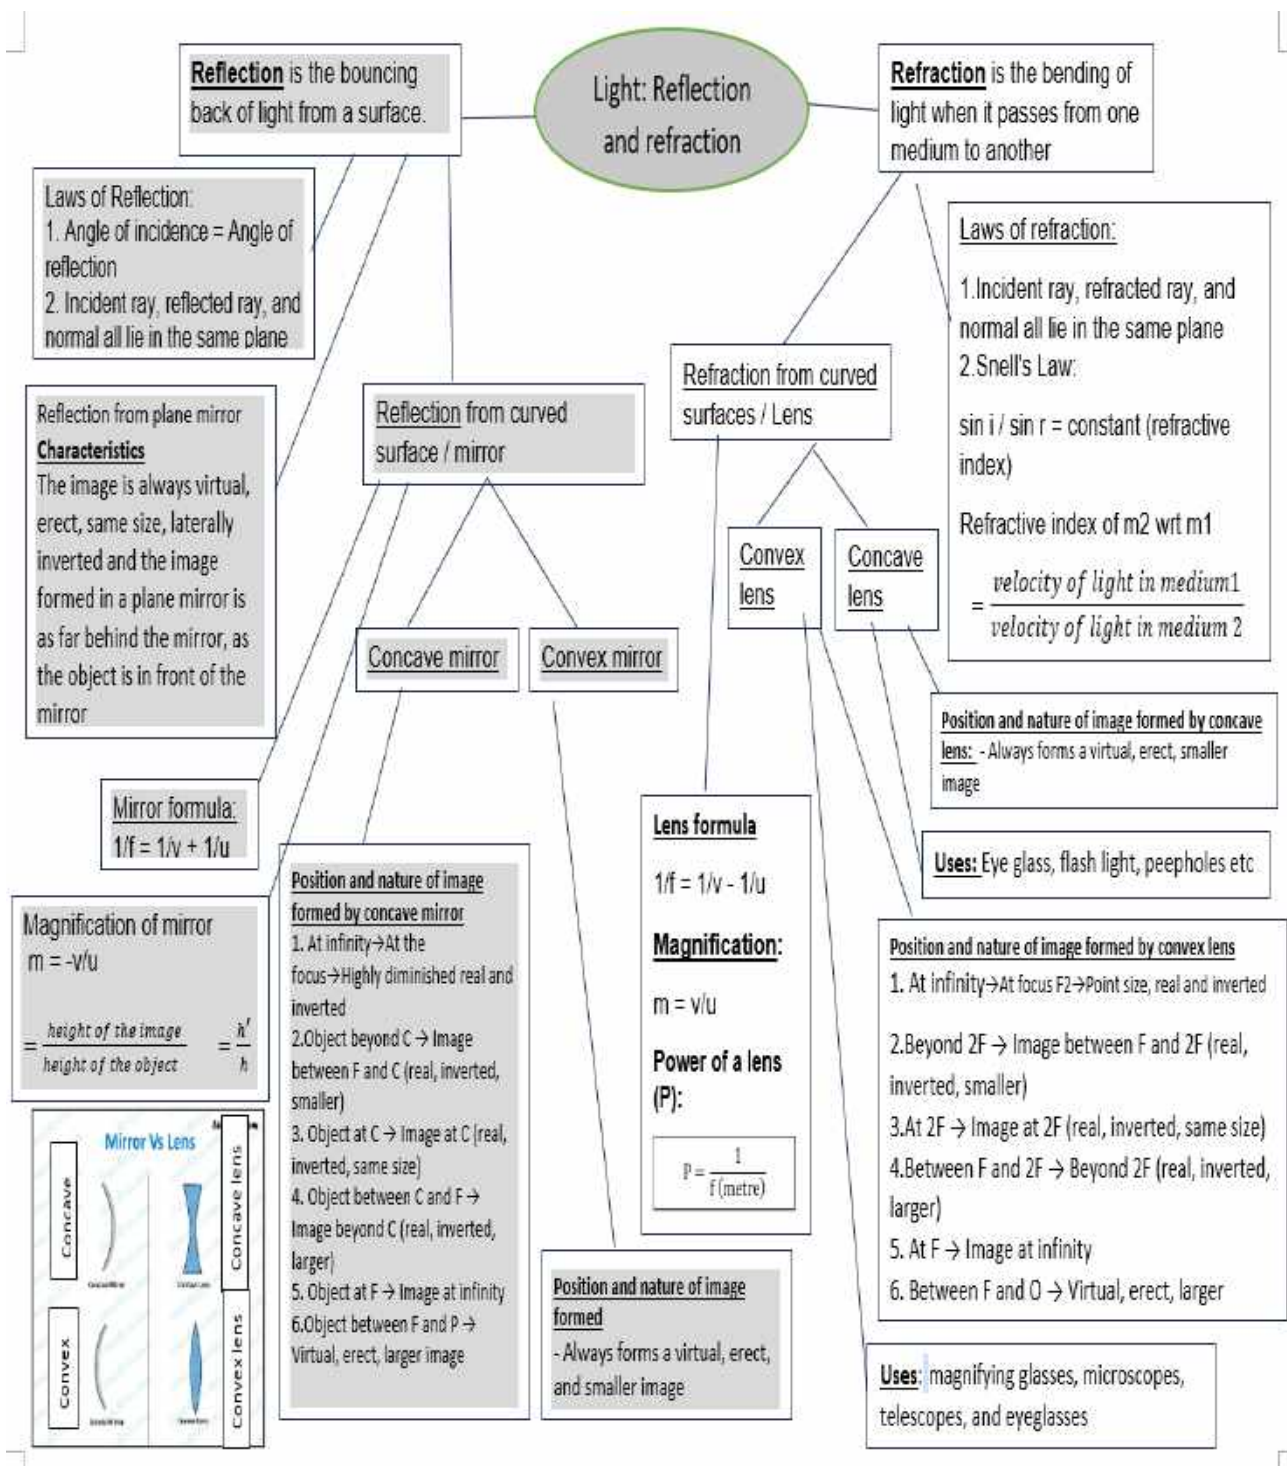 Light: Reflection
and refraction
Reflection is the bouncing
back of light from a surface.
Laws of Reflection:
1. Angle of incidence = Angle of
reflection
2. Incident ray, reflected ray, and
normal all lie in the same plane
Reflection from plane mirror
Characteristics
The image is always virtual,
erect, same size, laterally
inverted and the image
formed in a plane mirror is
as far behind the mirror, as
the object is in front of the
mirror
Reflection from curved
surface / mirror
Mirror formula:
1/f = 1/v + 1/u
Magnification of mirror
m = -v/u
= height of the image / height of the object = h′/h
Concave mirror
Convex mirror
Position and nature of image
formed by concave mirror
1. At infinity→At the
focus→Highly diminished real and
inverted
2.Object beyond C → Image
between F and C (real, inverted,
smaller)
3. Object at C → Image at C (real,
inverted, same size)
4. Object between C and F →
Image beyond C (real, inverted,
larger)
5. Object at F → Image at infinity
6.Object between F and P →
Virtual, erect, larger image
Position and nature of image
formed
- Always forms a virtual, erect,
and smaller image
Mirror Vs Lens
Concave
Concave lens
Convex
Convex lens
Refraction is the bending of
light when it passes from one
medium to another
Laws of refraction:
1.Incident ray, refracted ray, and
normal all lie in the same plane
2.Snell's Law:
sin i / sin r = constant (refractive
index)
Refractive index of m2 wrt m1
= velocity of light in medium1 / velocity of light in medium 2
Refraction from curved
surfaces / Lens
Convex
lens
Concave
lens
Lens formula
1/f = 1/v - 1/u
Magnification:
m = v/u
Power of a lens
(P):
P = 1 / f (metre)
Position and nature of image formed by concave
lens: - Always forms a virtual, erect, smaller
image
Uses: Eye glass, flash light, peepholes etc
Position and nature of image formed by convex lens
1. At infinity→At focus F2→Point size, real and inverted
2.Beyond 2F → Image between F and 2F (real,
inverted, smaller)
3.At 2F → Image at 2F (real, inverted, same size)
4.Between F and 2F → Beyond 2F (real, inverted,
larger)
5. At F → Image at infinity
6. Between F and O → Virtual, erect, larger
Uses: magnifying glasses, microscopes,
telescopes, and eyeglasses